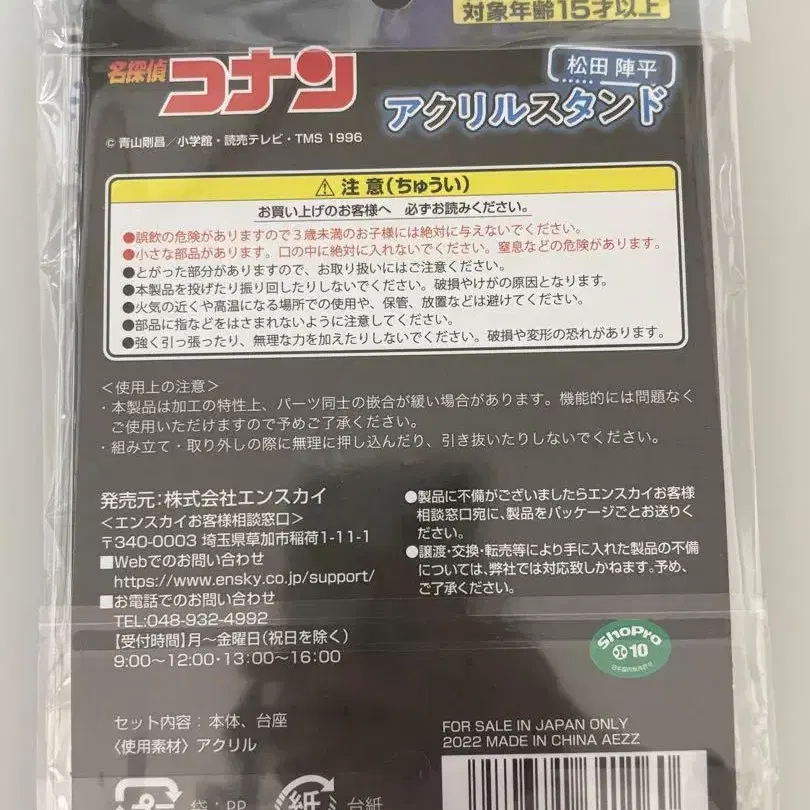 対象年齢15才以上
名探偵コナン
松田 陣平
アクリルスタンド
© 青山剛昌／小学館・読売テレビ・TMS 1996
⚠ 注 意(ちゅうい)
お買い上げのお客様へ 必ずお読みください。
●誤飲の危険がありますので3歳未満のお子様には絶対に与えないでください。
●小さな部品があります。口の中に絶対に入れないでください。窒息などの危険があります。
●とがった部分がありますので、お取り扱いにはご注意ください。
●本製品を投げたり振り回したりしないでください。破損やけがの原因となります。
●火気の近くや高温になる場所での使用や、保管、放置などは避けてください。
●部品に指などをはさまれないように注意してください。
●強く引っ張ったり、無理な力を加えたりしないでください。破損や変形の恐れがあります。
＜使用上の注意＞
・本製品は加工の特性上、パーツ同士の嵌合が緩い場合があります。機能的には問題なく
ご使用いただけますので予めご了承ください。
・組み立て・取り外しの際に無理に押し込んだり、引き抜いたりしないでください。
発売元:株式会社エンスカイ
＜エンスカイお客様相談窓口＞
〒340-0003 埼玉県草加市稲荷1-11-1
■Webでのお問い合わせ
https://www.ensky.co.jp/support/
■お電話でのお問い合わせ
TEL:048-932-4992
【受付時間】月～金曜日(祝日を除く)
9:00～12:00・13:00～16:00
●製品に不備がございましたらエンスカイお客様
相談窓口宛に、製品をパッケージごとお送りく
ださい。
●譲渡・交換・転売等により手に入れた製品の不備
については、弊社では対応致しかねます。予め、
ご了承ください。
ShoPro
10
セット内容：本体、台座
〈使用素材〉アクリル
FOR SALE IN JAPAN ONLY
2022 MADE IN CHINA AEZZ
袋：PP
紙
台紙